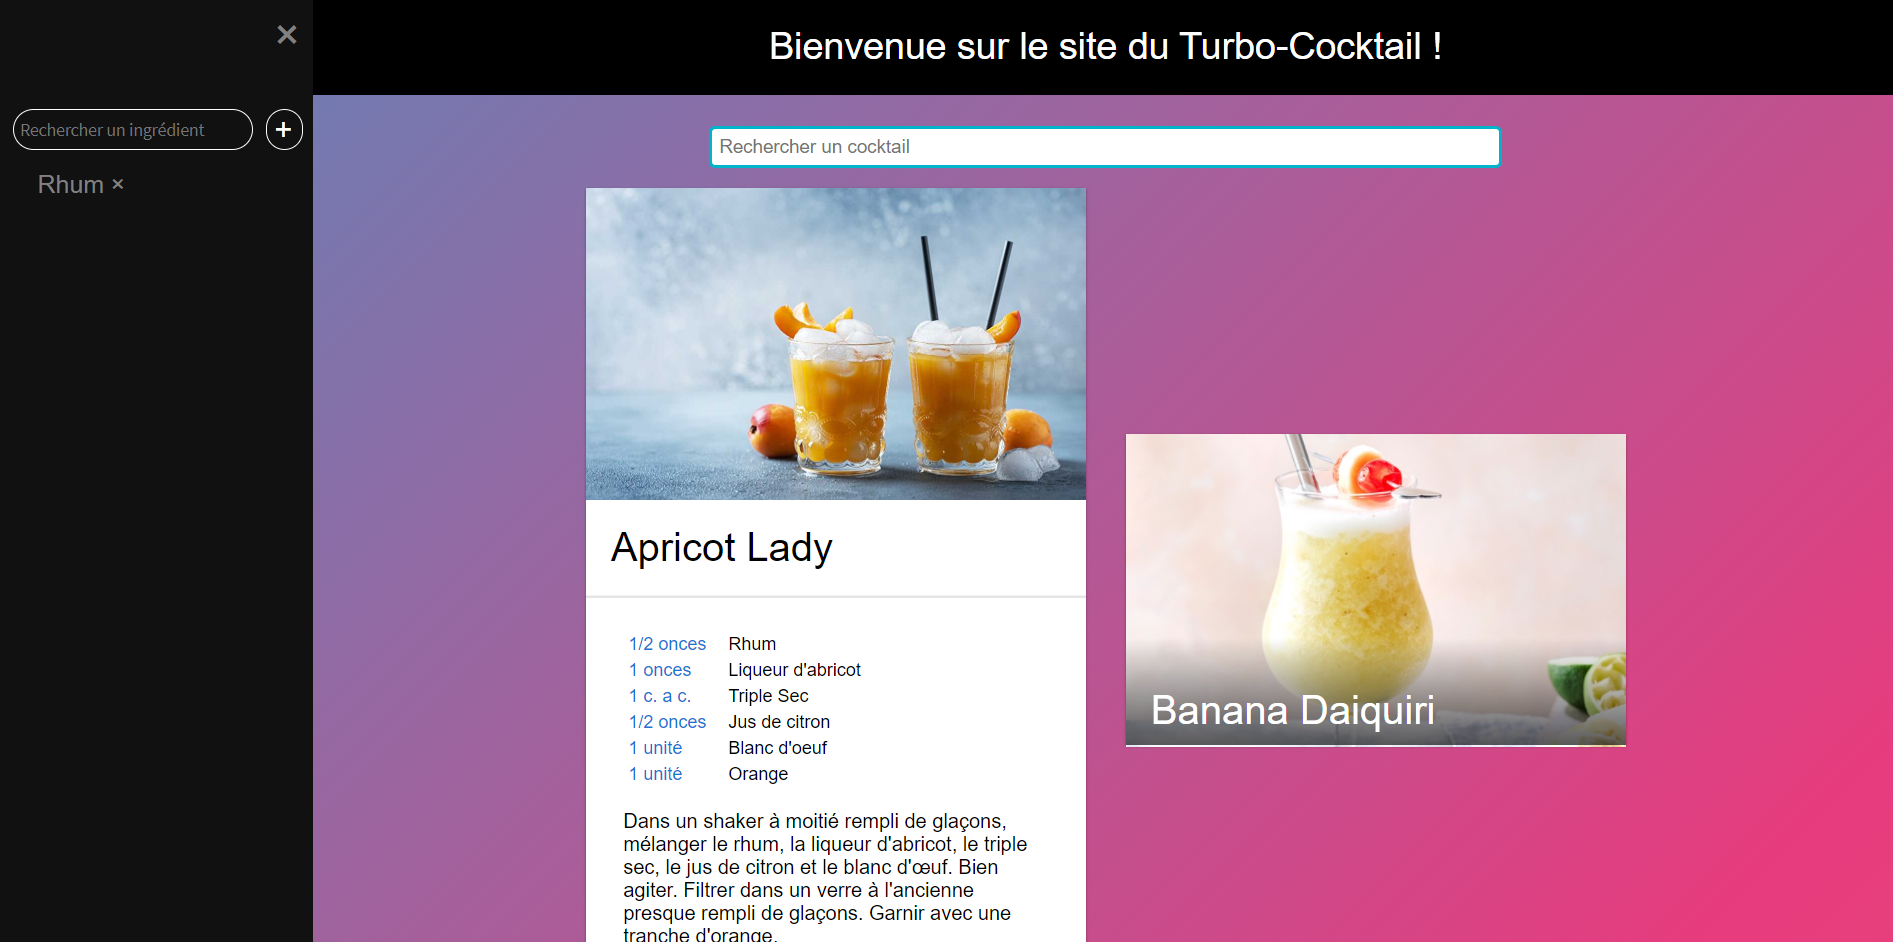 Bienvenue sur le site du Turbo-Cocktail !
Rechercher un ingrédient
+
Rhum ×
Rechercher un cocktail
Apricot Lady
1/2 onces Rhum
1 onces Liqueur d'abricot
1 c. a c. Triple Sec
1/2 onces Jus de citron
1 unité Blanc d'oeuf
1 unité Orange
Dans un shaker à moitié rempli de glaçons,
mélanger le rhum, la liqueur d'abricot, le triple
sec, le jus de citron et le blanc d'œuf. Bien
agiter. Filtrer dans un verre à l'ancienne
presque rempli de glaçons. Garnir avec une
tranche d'orange.
Banana Daiquiri